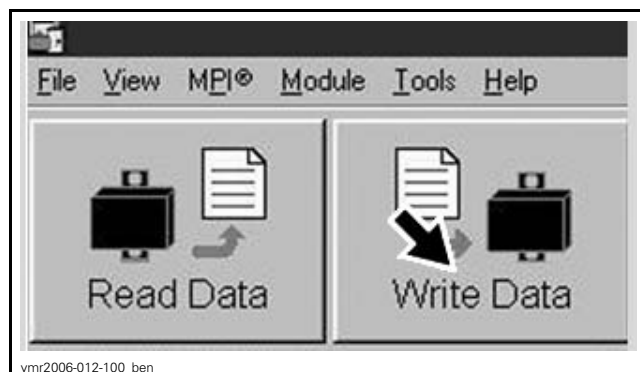 File View MPI® Module Tools Help
Read Data Write Data
vmr2006-012-100_ben